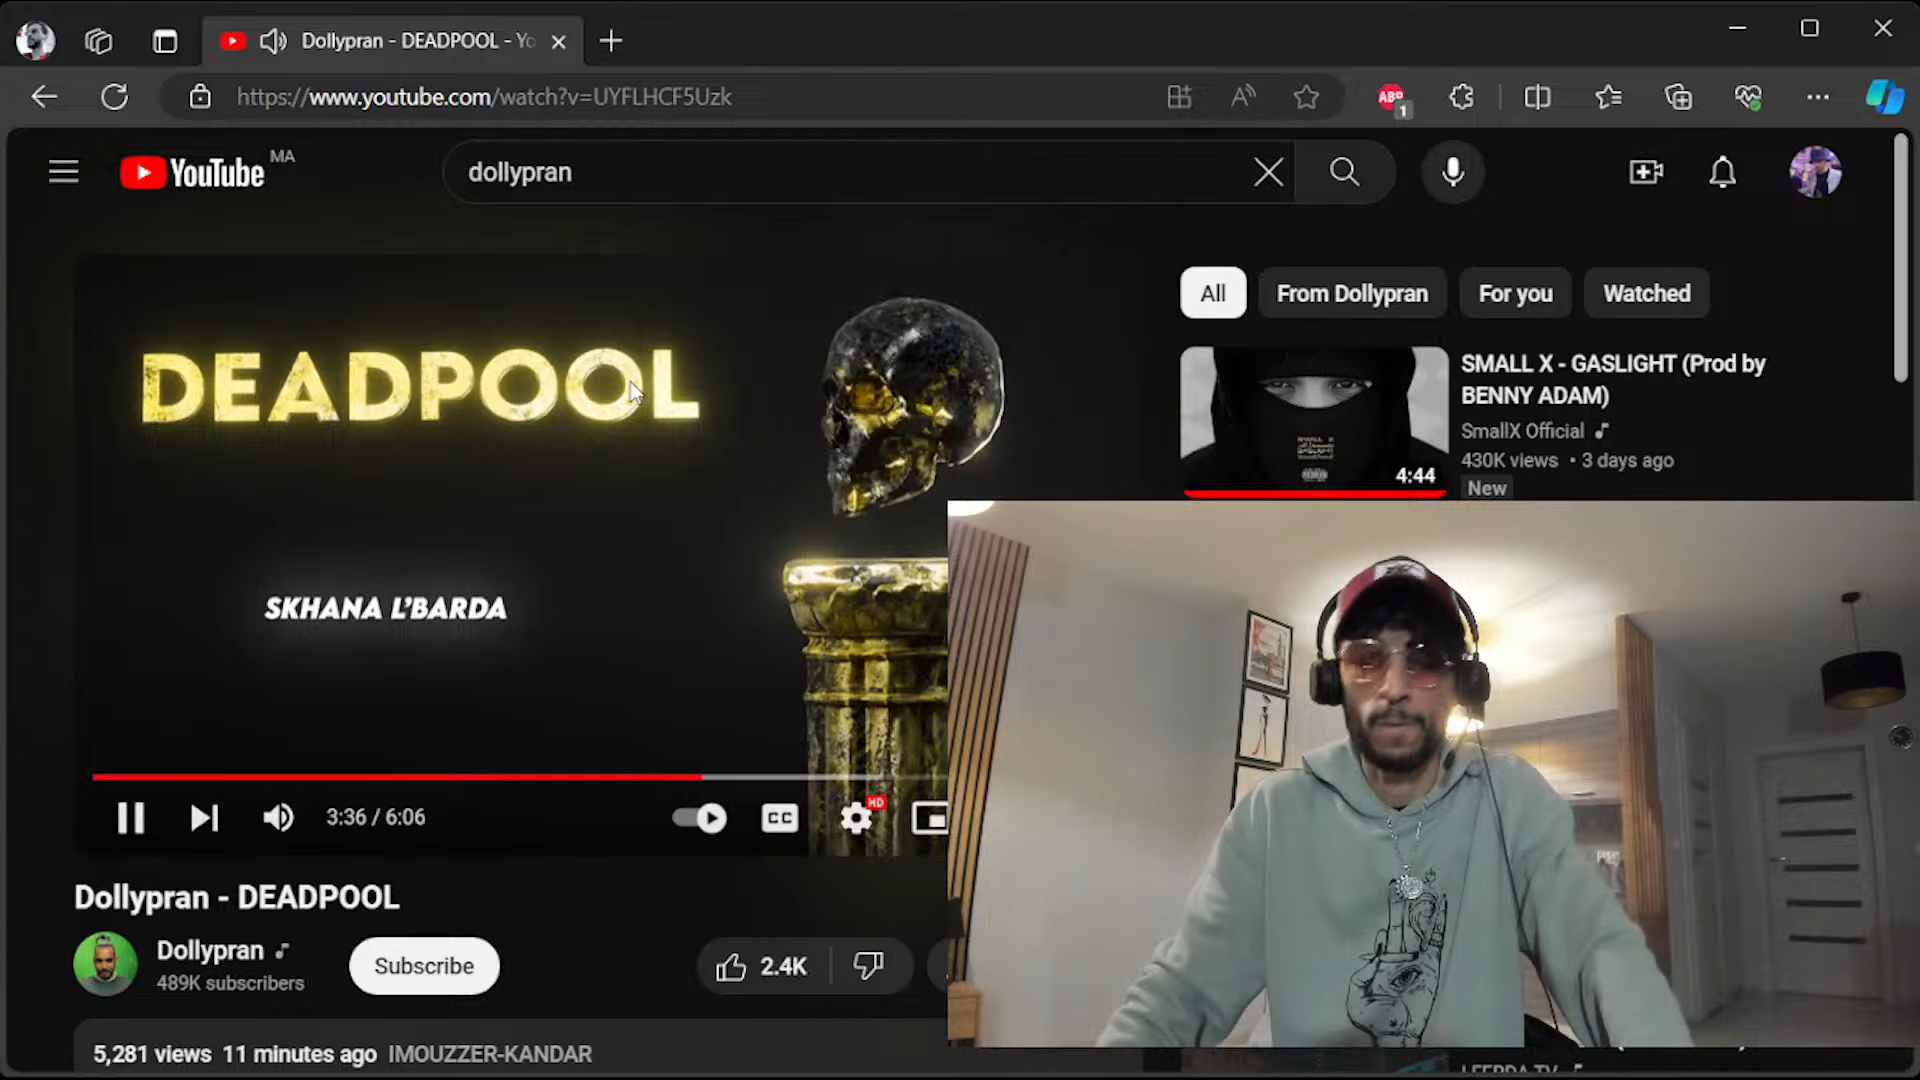 Dollypran - DEADPOOL - Yo
https://www.youtube.com/watch?v=UYFLHCF5Uzk
ABP
1
YouTube MA
dollypran
DEADPOOL
SKHANA L'BARDA
3:36 / 6:06
CC
HD
Dollypran - DEADPOOL
Dollypran
489K subscribers
Subscribe
2.4K
5,281 views 11 minutes ago IMOUZZER-KANDAR
All
From Dollypran
For you
Watched
SMALL X - GASLIGHT (Prod by
BENNY ADAM)
SmallX Official
430K views • 3 days ago
New
4:44